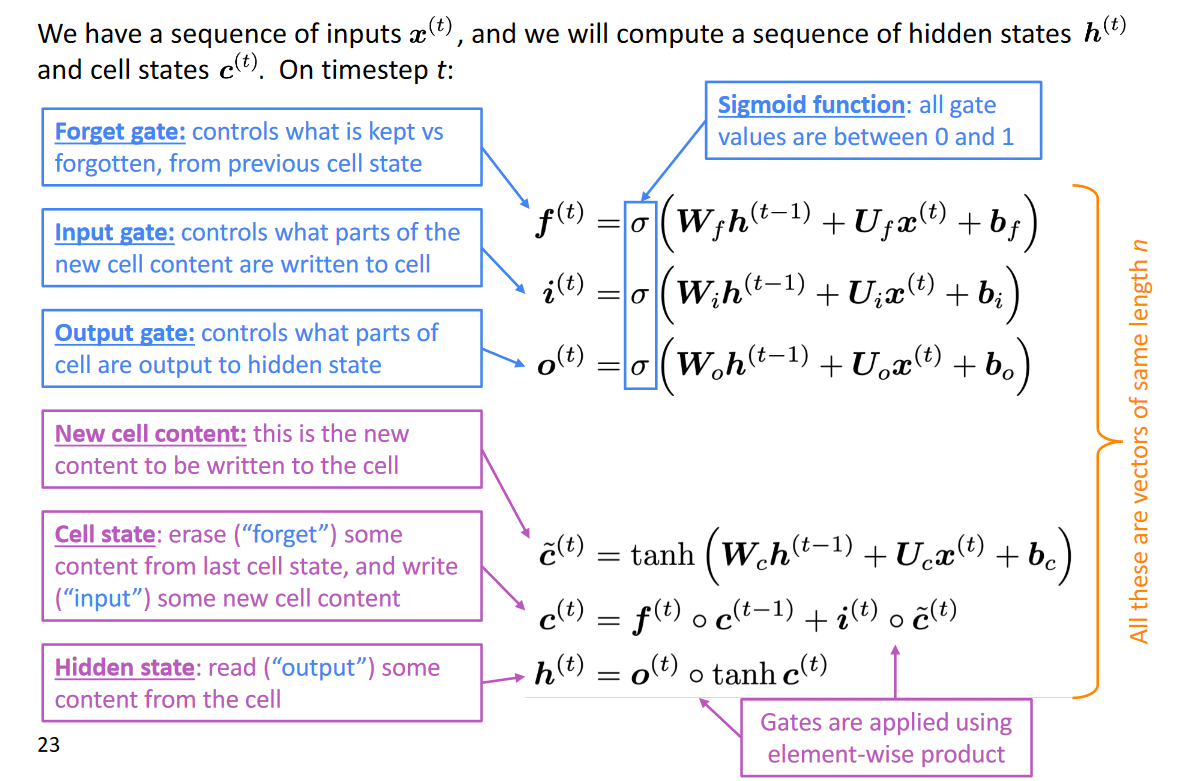 We have a sequence of inputs x^(t), and we will compute a sequence of hidden states h^(t)
and cell states c^(t). On timestep t:
Sigmoid function: all gate
values are between 0 and 1
Forget gate: controls what is kept vs
forgotten, from previous cell state
f^(t) = σ(W_f h^(t−1) + U_f x^(t) + b_f)
Input gate: controls what parts of the
new cell content are written to cell
i^(t) = σ(W_i h^(t−1) + U_i x^(t) + b_i)
Output gate: controls what parts of
cell are output to hidden state
o^(t) = σ(W_o h^(t−1) + U_o x^(t) + b_o)
New cell content: this is the new
content to be written to the cell
c̃^(t) = tanh(W_c h^(t−1) + U_c x^(t) + b_c)
Cell state: erase (“forget”) some
content from last cell state, and write
(“input”) some new cell content
c^(t) = f^(t) ∘ c^(t−1) + i^(t) ∘ c̃^(t)
Hidden state: read (“output”) some
content from the cell
h^(t) = o^(t) ∘ tanh c^(t)
All these are vectors of same length n
Gates are applied using
element-wise product
23